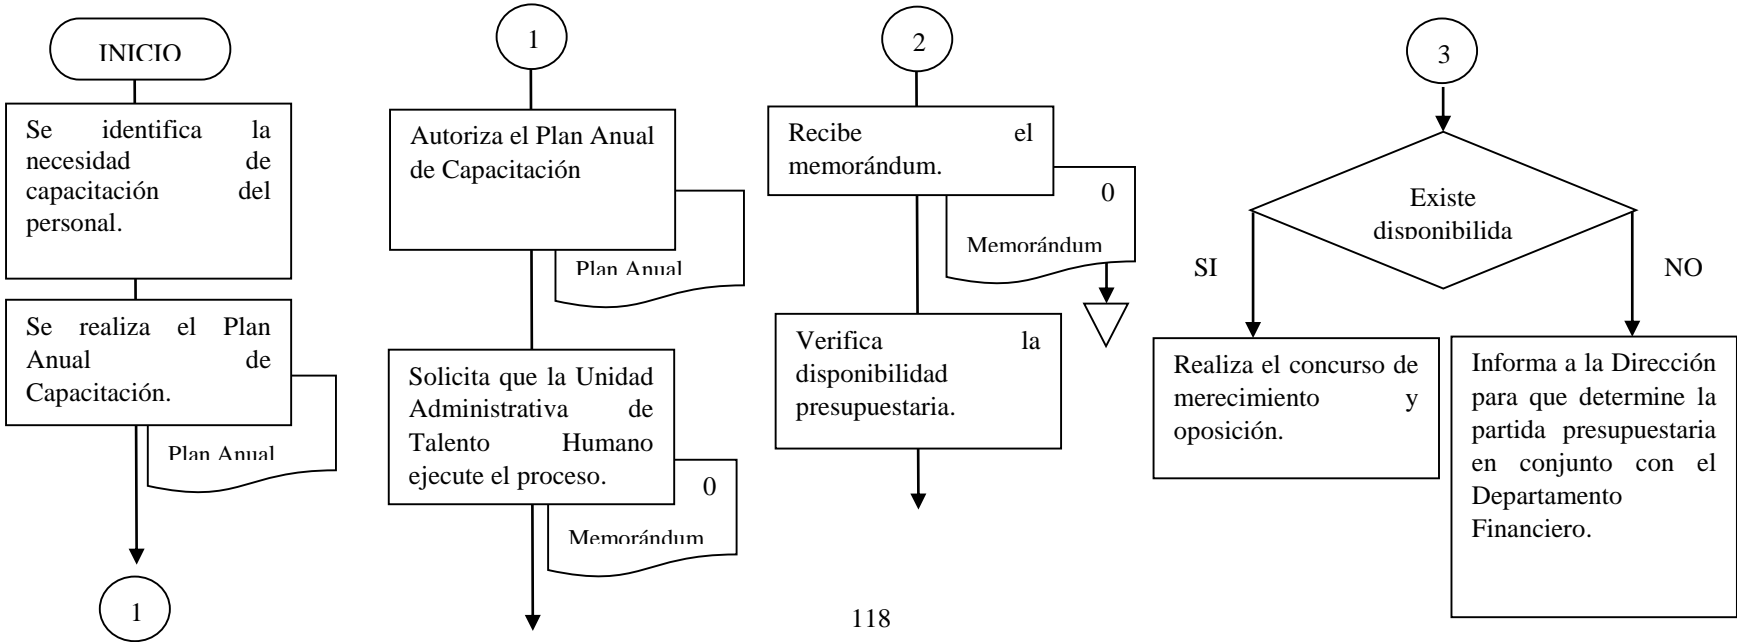 INICIO
Se identifica la
necesidad de
capacitación del
personal.
Se realiza el Plan
Anual de
Capacitación.
Plan Anual
1
1
Autoriza el Plan Anual
de Capacitación
Plan Anual
Solicita que la Unidad
Administrativa de
Talento Humano
ejecute el proceso.
0
Memorándum
2
Recibe el
memorándum.
0
Memorándum
Verifica la
disponibilidad
presupuestaria.
118
3
Existe
disponibilida
SI
NO
Realiza el concurso de
merecimiento y
oposición.
Informa a la Dirección
para que determine la
partida presupuestaria
en conjunto con el
Departamento
Financiero.